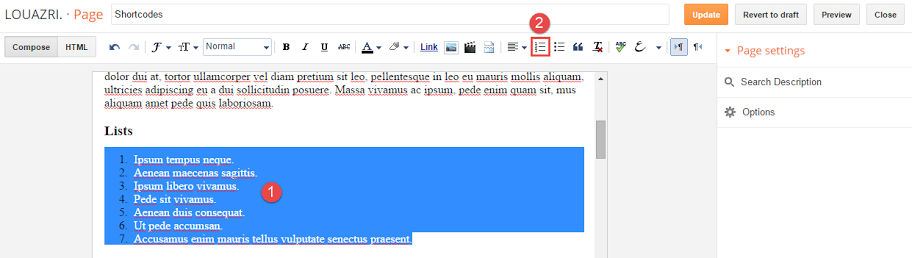 LOUAZRI. · Page Shortcodes Update Revert to draft Preview Close
2
Compose HTML Normal B I U ABC A Link
Page settings
Search Description
Options
dolor dui at, tortor ullamcorper vel diam pretium sit leo, pellentesque in leo eu mauris mollis aliquam,
ultricies adipiscing eu a dui sollicitudin posuere. Massa vivamus ac ipsum, pede enim quam sit, mus
aliquam amet pede quis laboriosam.
Lists
1. Ipsum tempus neque.
2. Aenean maecenas sagittis.
3. Ipsum libero vivamus.
4. Pede sit vivamus.
5. Aenean duis consequat.
6. Ut pede accumsan.
7. Accusamus enim mauris tellus vulputate senectus praesent.
1